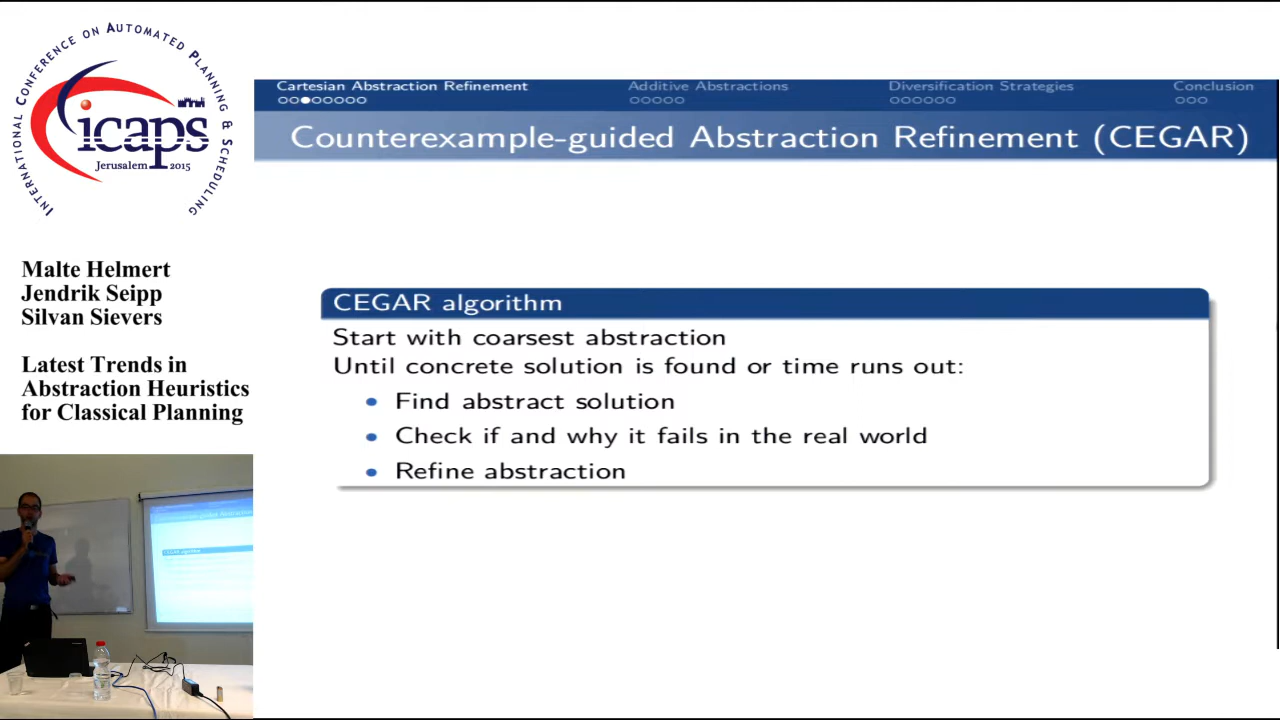 INTERNATIONAL CONFERENCE ON AUTOMATED PLANNING & SCHEDULING
icaps
Jerusalem 2015
Malte Helmert
Jendrik Seipp
Silvan Sievers
Latest Trends in
Abstraction Heuristics
for Classical Planning
Cartesian Abstraction Refinement Additive Abstractions Diversification Strategies Conclusion
Counterexample-guided Abstraction Refinement (CEGAR)
CEGAR algorithm
Start with coarsest abstraction
Until concrete solution is found or time runs out:
• Find abstract solution
• Check if and why it fails in the real world
• Refine abstraction